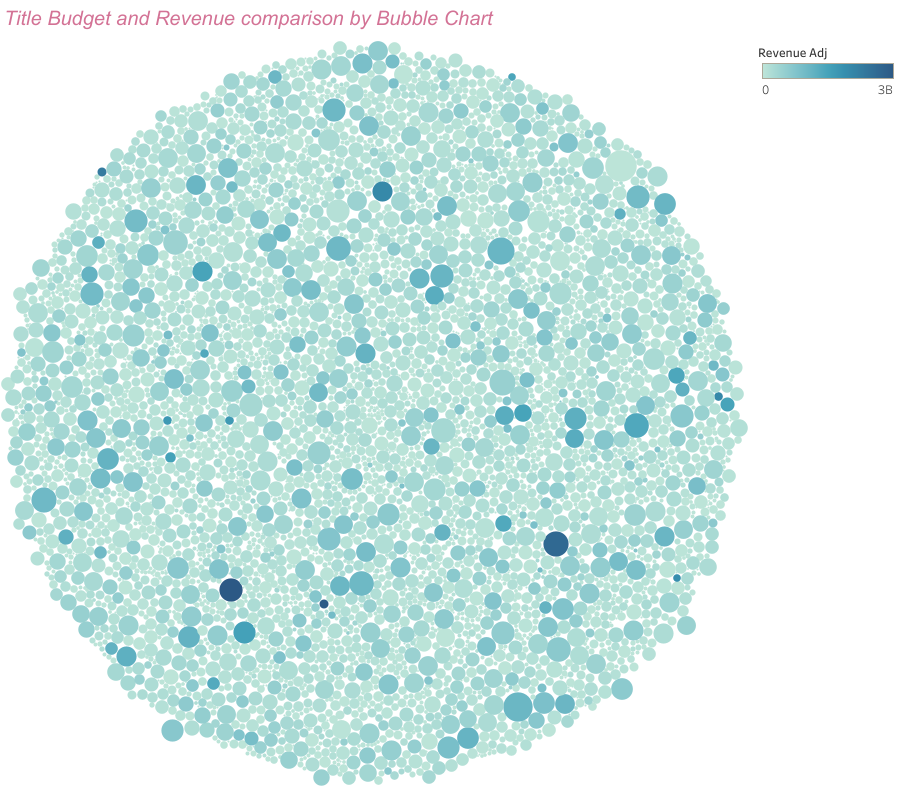 Title Budget and Revenue comparison by Bubble Chart
Revenue Adj
0 3B